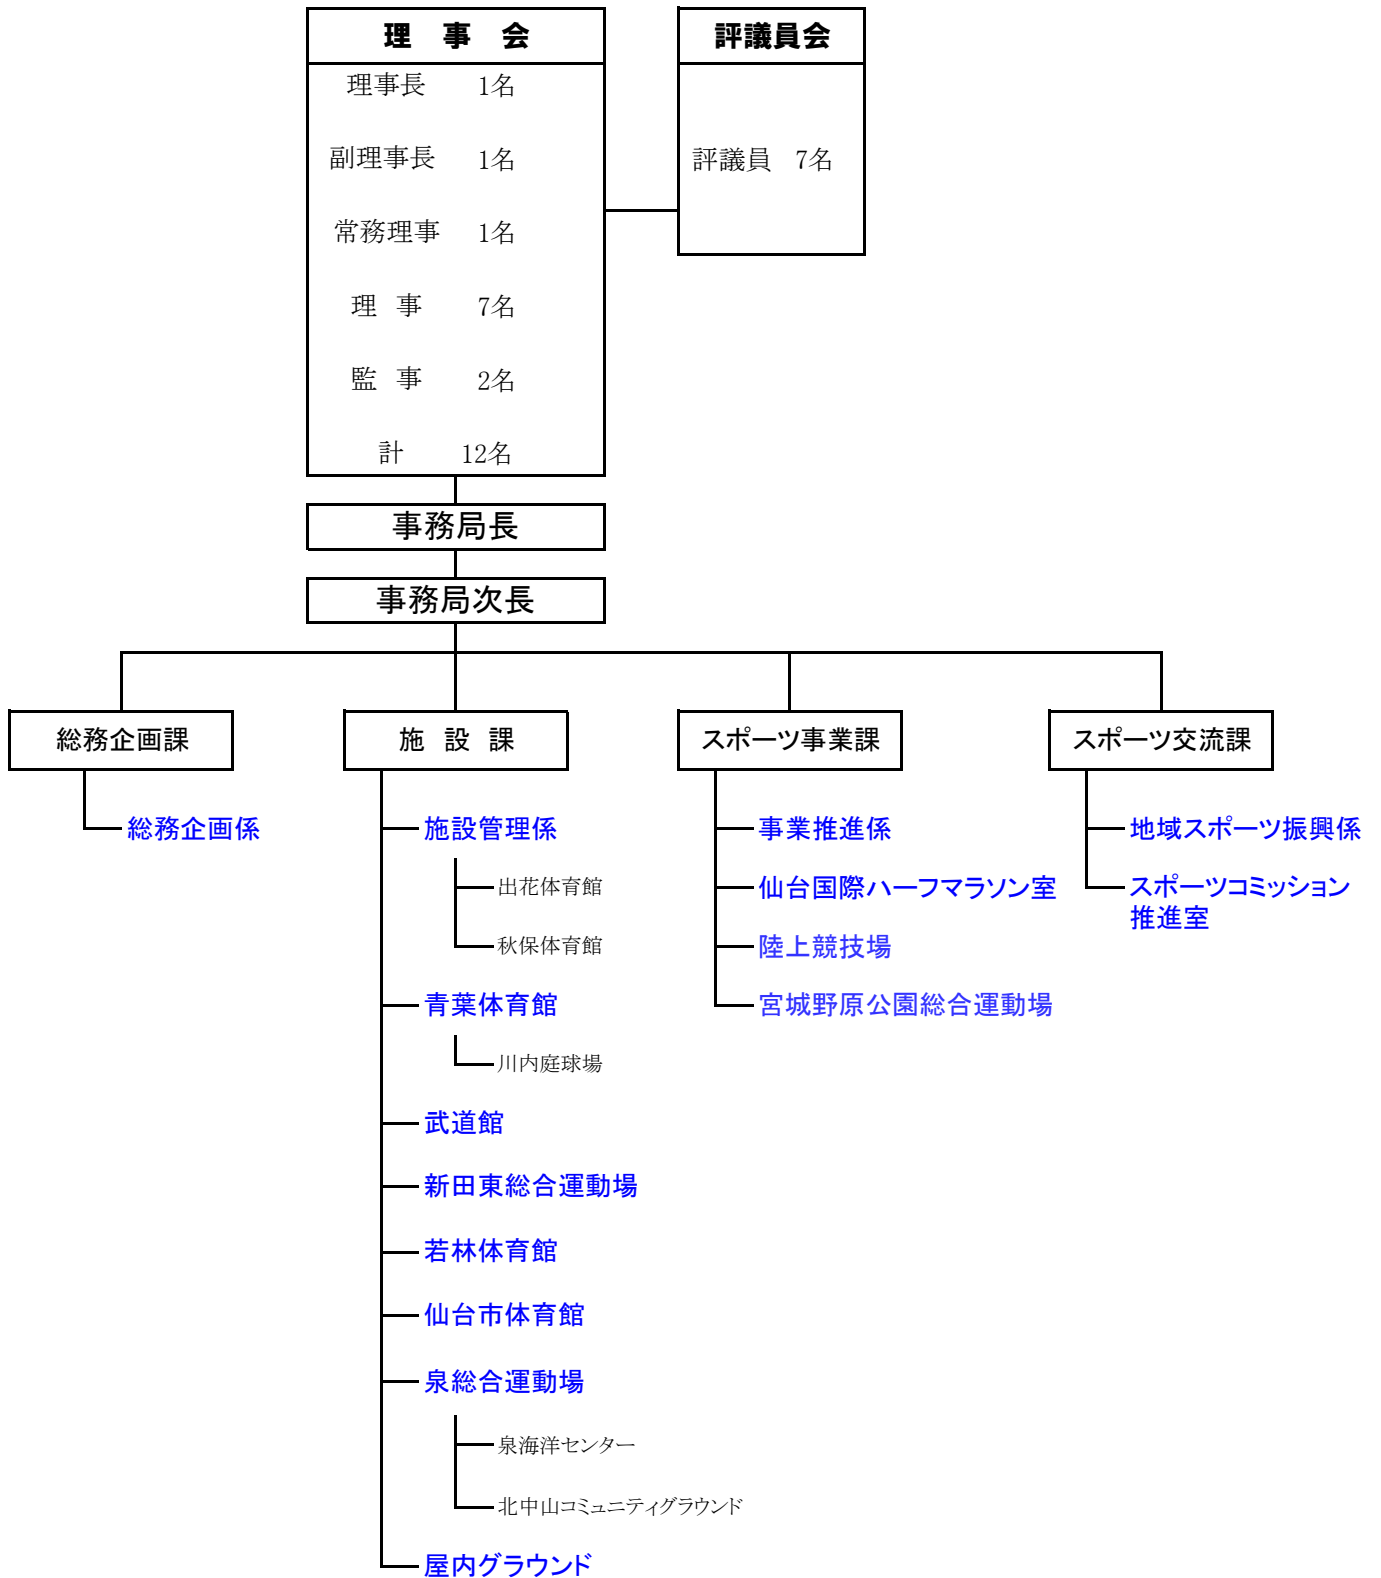 理　事　会
理事長　1名
副理事長　1名
常務理事　1名
理　事　7名
監　事　2名
計　12名
評議員会
評議員　7名
事務局長
事務局次長
総務企画課
総務企画係
施　設　課
施設管理係
出花体育館
秋保体育館
青葉体育館
川内庭球場
武道館
新田東総合運動場
若林体育館
仙台市体育館
泉総合運動場
泉海洋センター
北中山コミュニティグラウンド
屋内グラウンド
スポーツ事業課
事業推進係
仙台国際ハーフマラソン室
陸上競技場
宮城野原公園総合運動場
スポーツ交流課
地域スポーツ振興係
スポーツコミッション
推進室